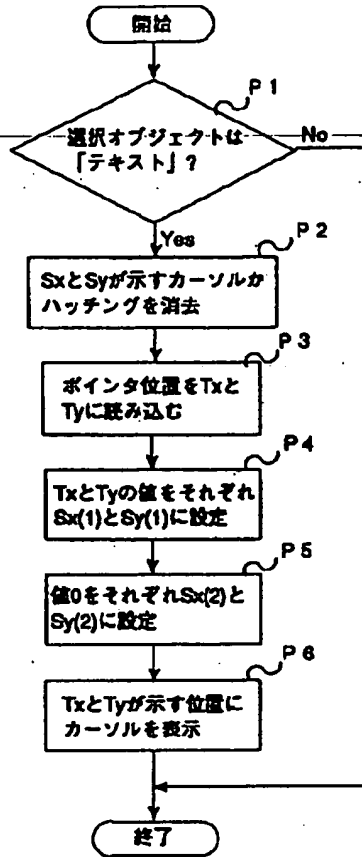 開始
P1
選択オブジェクトは
「テキスト」?
No
Yes
P2
SxとSyが示すカーソルか
ハッチングを消去
P3
ポインタ位置をTxと
Tyに読み込む
P4
TxとTyの値をそれぞれ
Sx(1)とSy(1)に設定
P5
値0をそれぞれSx(2)と
Sy(2)に設定
P6
TxとTyが示す位置に
カーソルを表示
終了